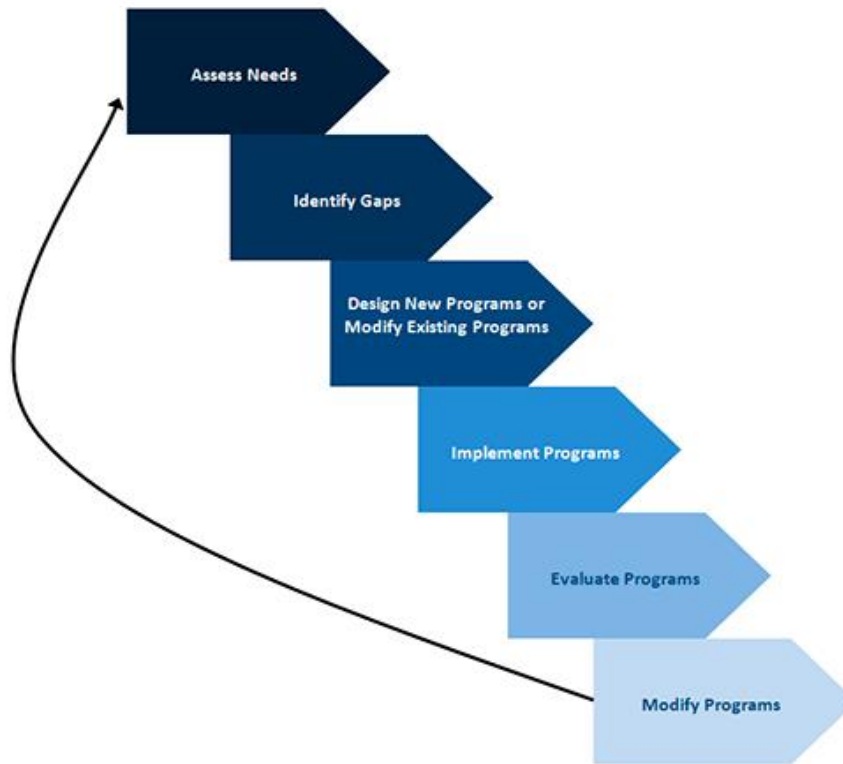 Assess Needs
Identify Gaps
Design New Programs or
Modify Existing Programs
Implement Programs
Evaluate Programs
Modify Programs